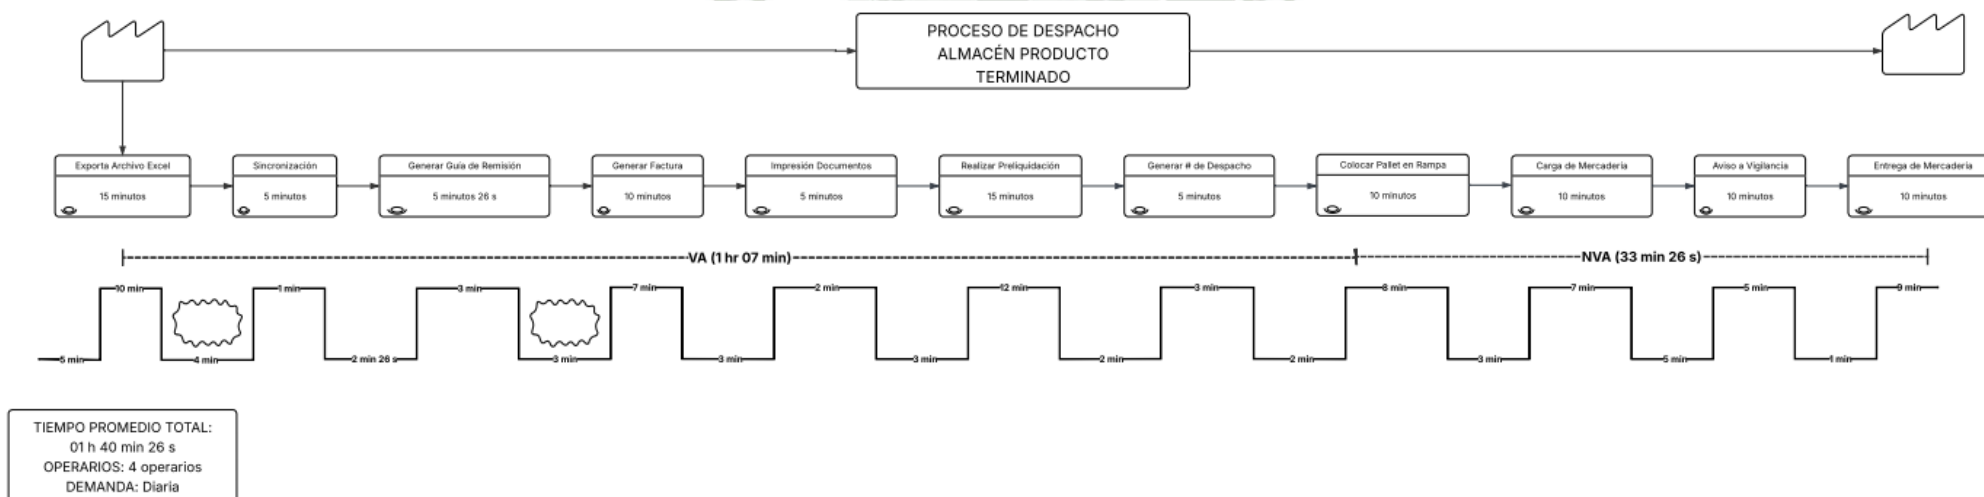 PROCESO DE DESPACHO
ALMACÉN PRODUCTO
TERMINADO
Exporta Archivo Excel
15 minutos
Sincronización
5 minutos
Generar Guía de Remisión
5 minutos 26 s
Generar Factura
10 minutos
Impresión Documentos
5 minutos
Realizar Preliquidación
15 minutos
Generar # de Despacho
5 minutos
Colocar Pallet en Rampa
10 minutos
Carga de Mercadería
10 minutos
Aviso a Vigilancia
10 minutos
Entrega de Mercadería
10 minutos
VA (1 hr 07 min)
NVA (33 min 26 s)
10 min
1 min
3 min
7 min
2 min
12 min
3 min
8 min
7 min
5 min
9 min
5 min
4 min
2 min 26 s
3 min
3 min
3 min
2 min
2 min
3 min
5 min
1 min
TIEMPO PROMEDIO TOTAL:
01 h 40 min 26 s
OPERARIOS: 4 operarios
DEMANDA: Diaria